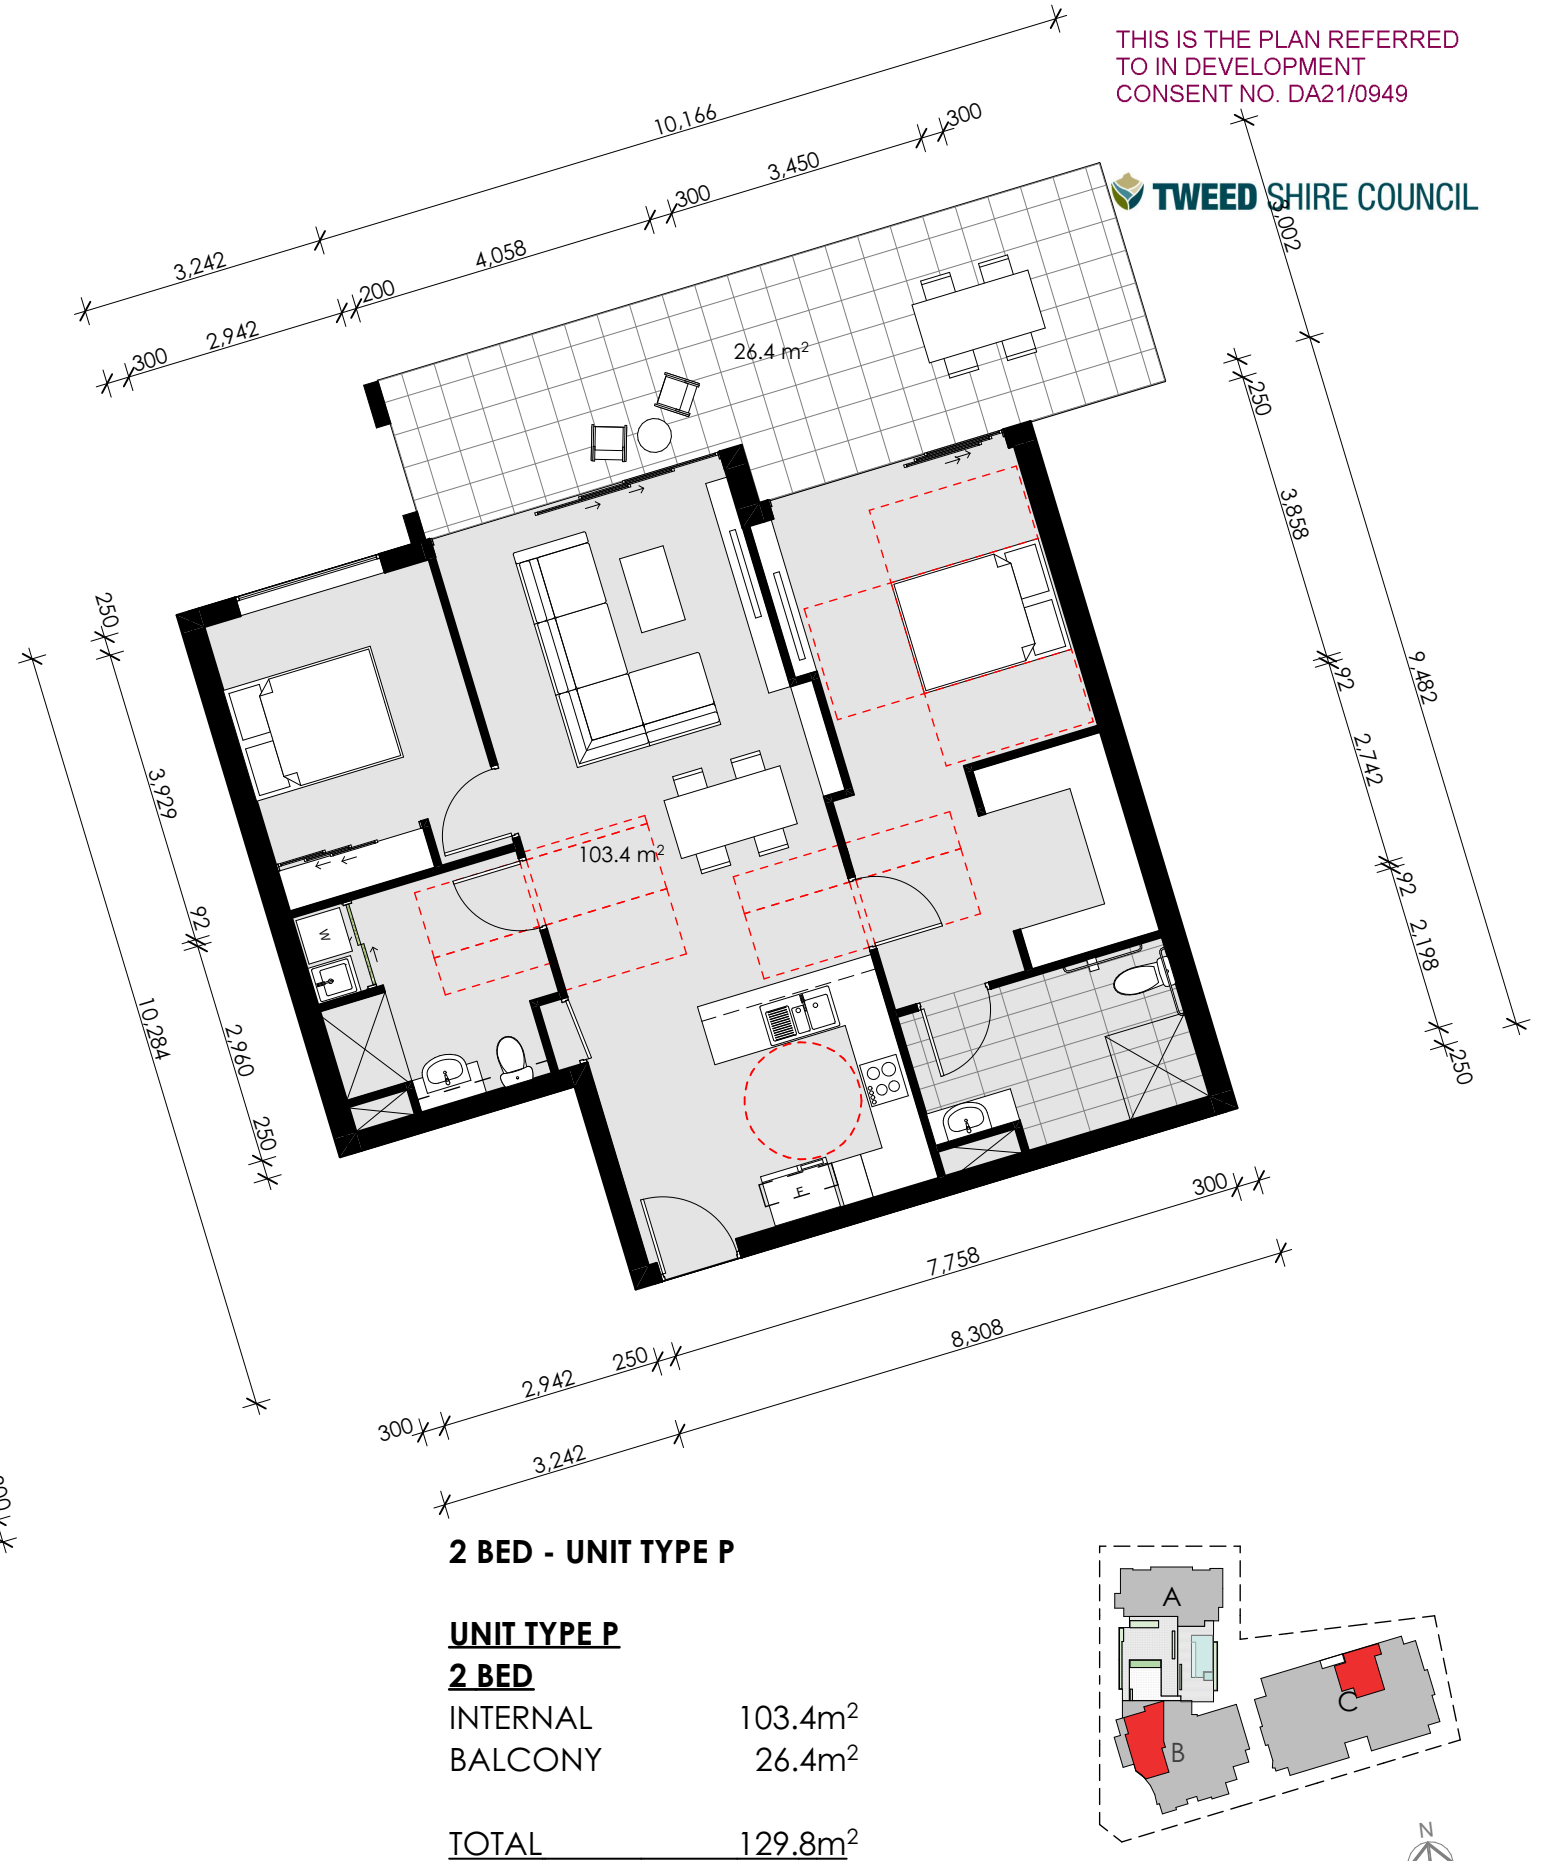 THIS IS THE PLAN REFERRED
TO IN DEVELOPMENT
CONSENT NO. DA21/0949
TWEED SHIRE COUNCIL
10,166
300
3,450
300
4,058
3,242
200
2,942
300
3,002
250
3,858
92
9,482
2,742
92
2,198
250
26.4 m²
250
3,929
92
10,284
2,960
250
103.4 m²
W
F
300
7,758
8,308
250
2,942
300
3,242
2 BED - UNIT TYPE P
UNIT TYPE P
2 BED
INTERNAL 103.4m²
BALCONY 26.4m²
TOTAL 129.8m²
A
B
C
N